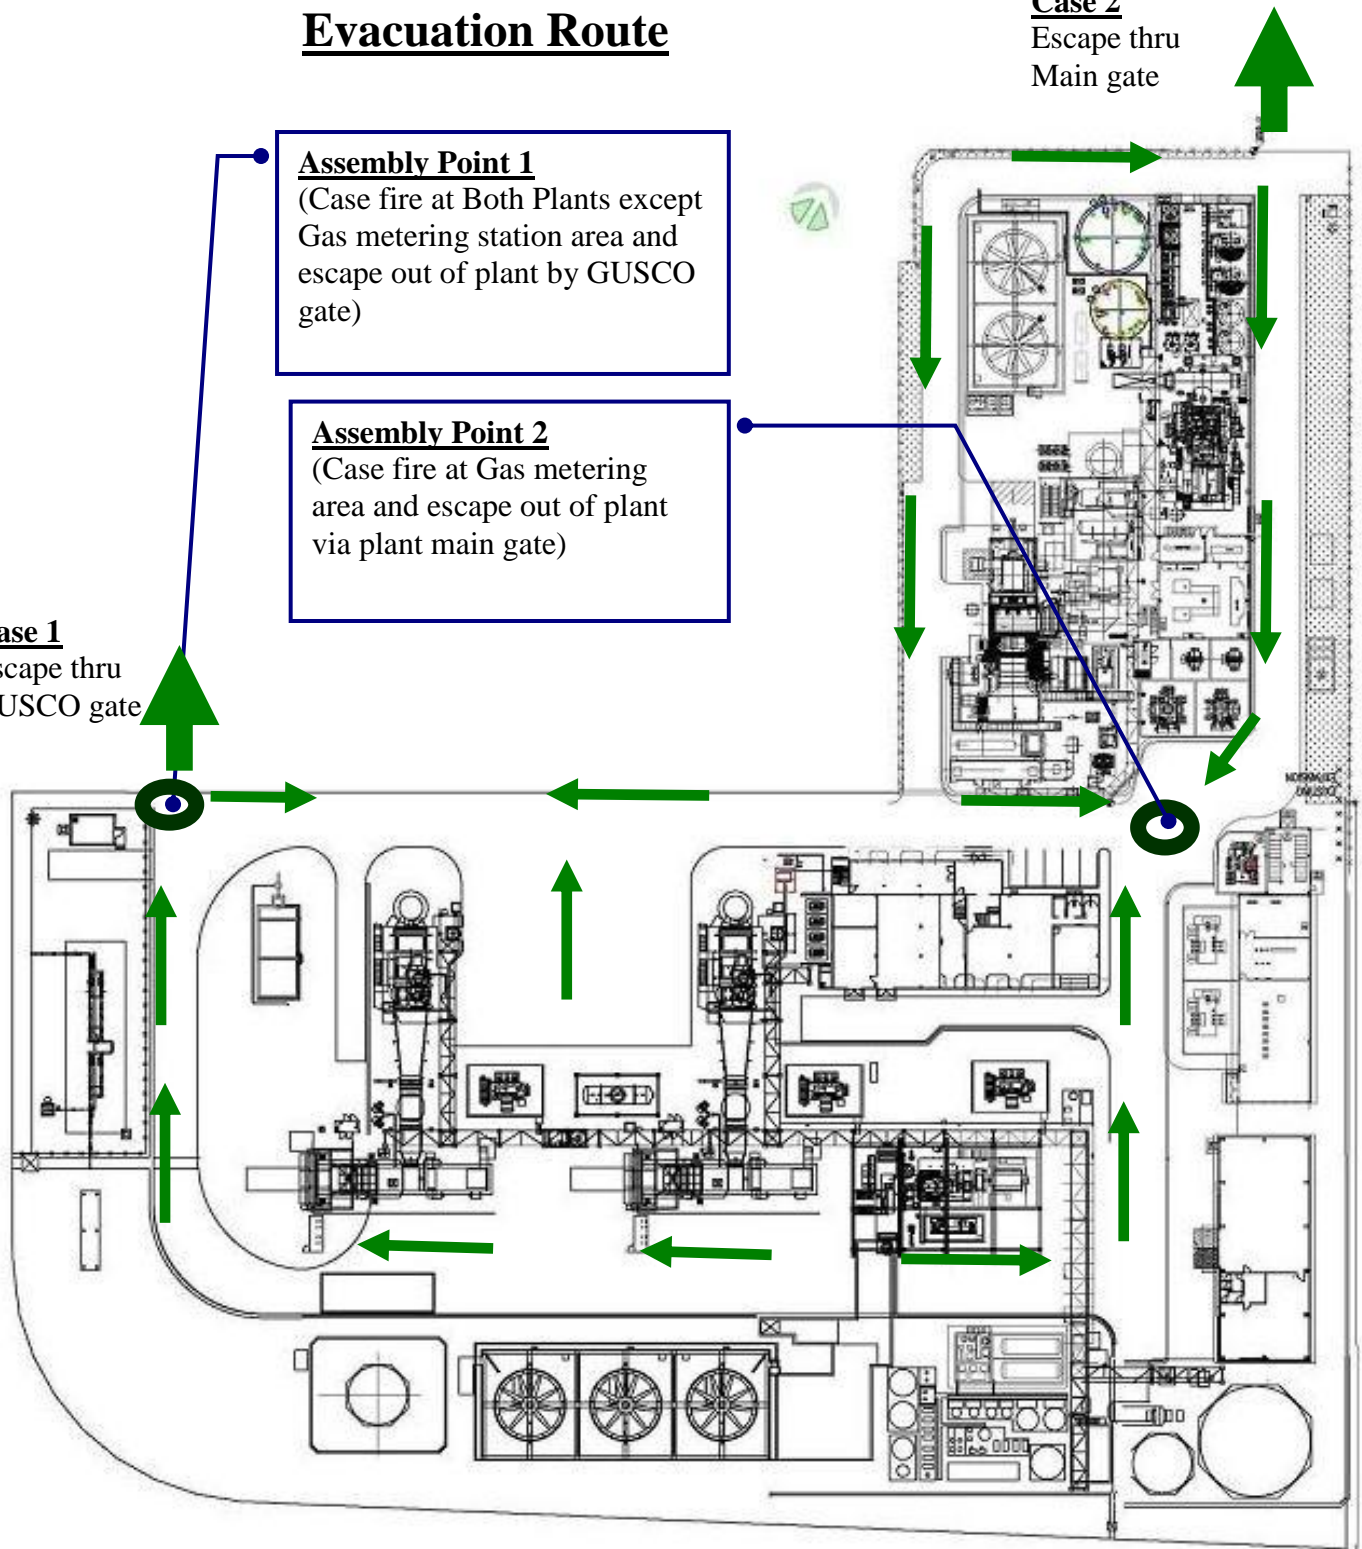 Evacuation Route
Case 2
Escape thru
Main gate
Assembly Point 1
(Case fire at Both Plants except
Gas metering station area and
escape out of plant by GUSCO
gate)
Assembly Point 2
(Case fire at Gas metering
area and escape out of plant
via plant main gate)
ase 1
scape thru
USCO gate
EXISTING
EXPANSION